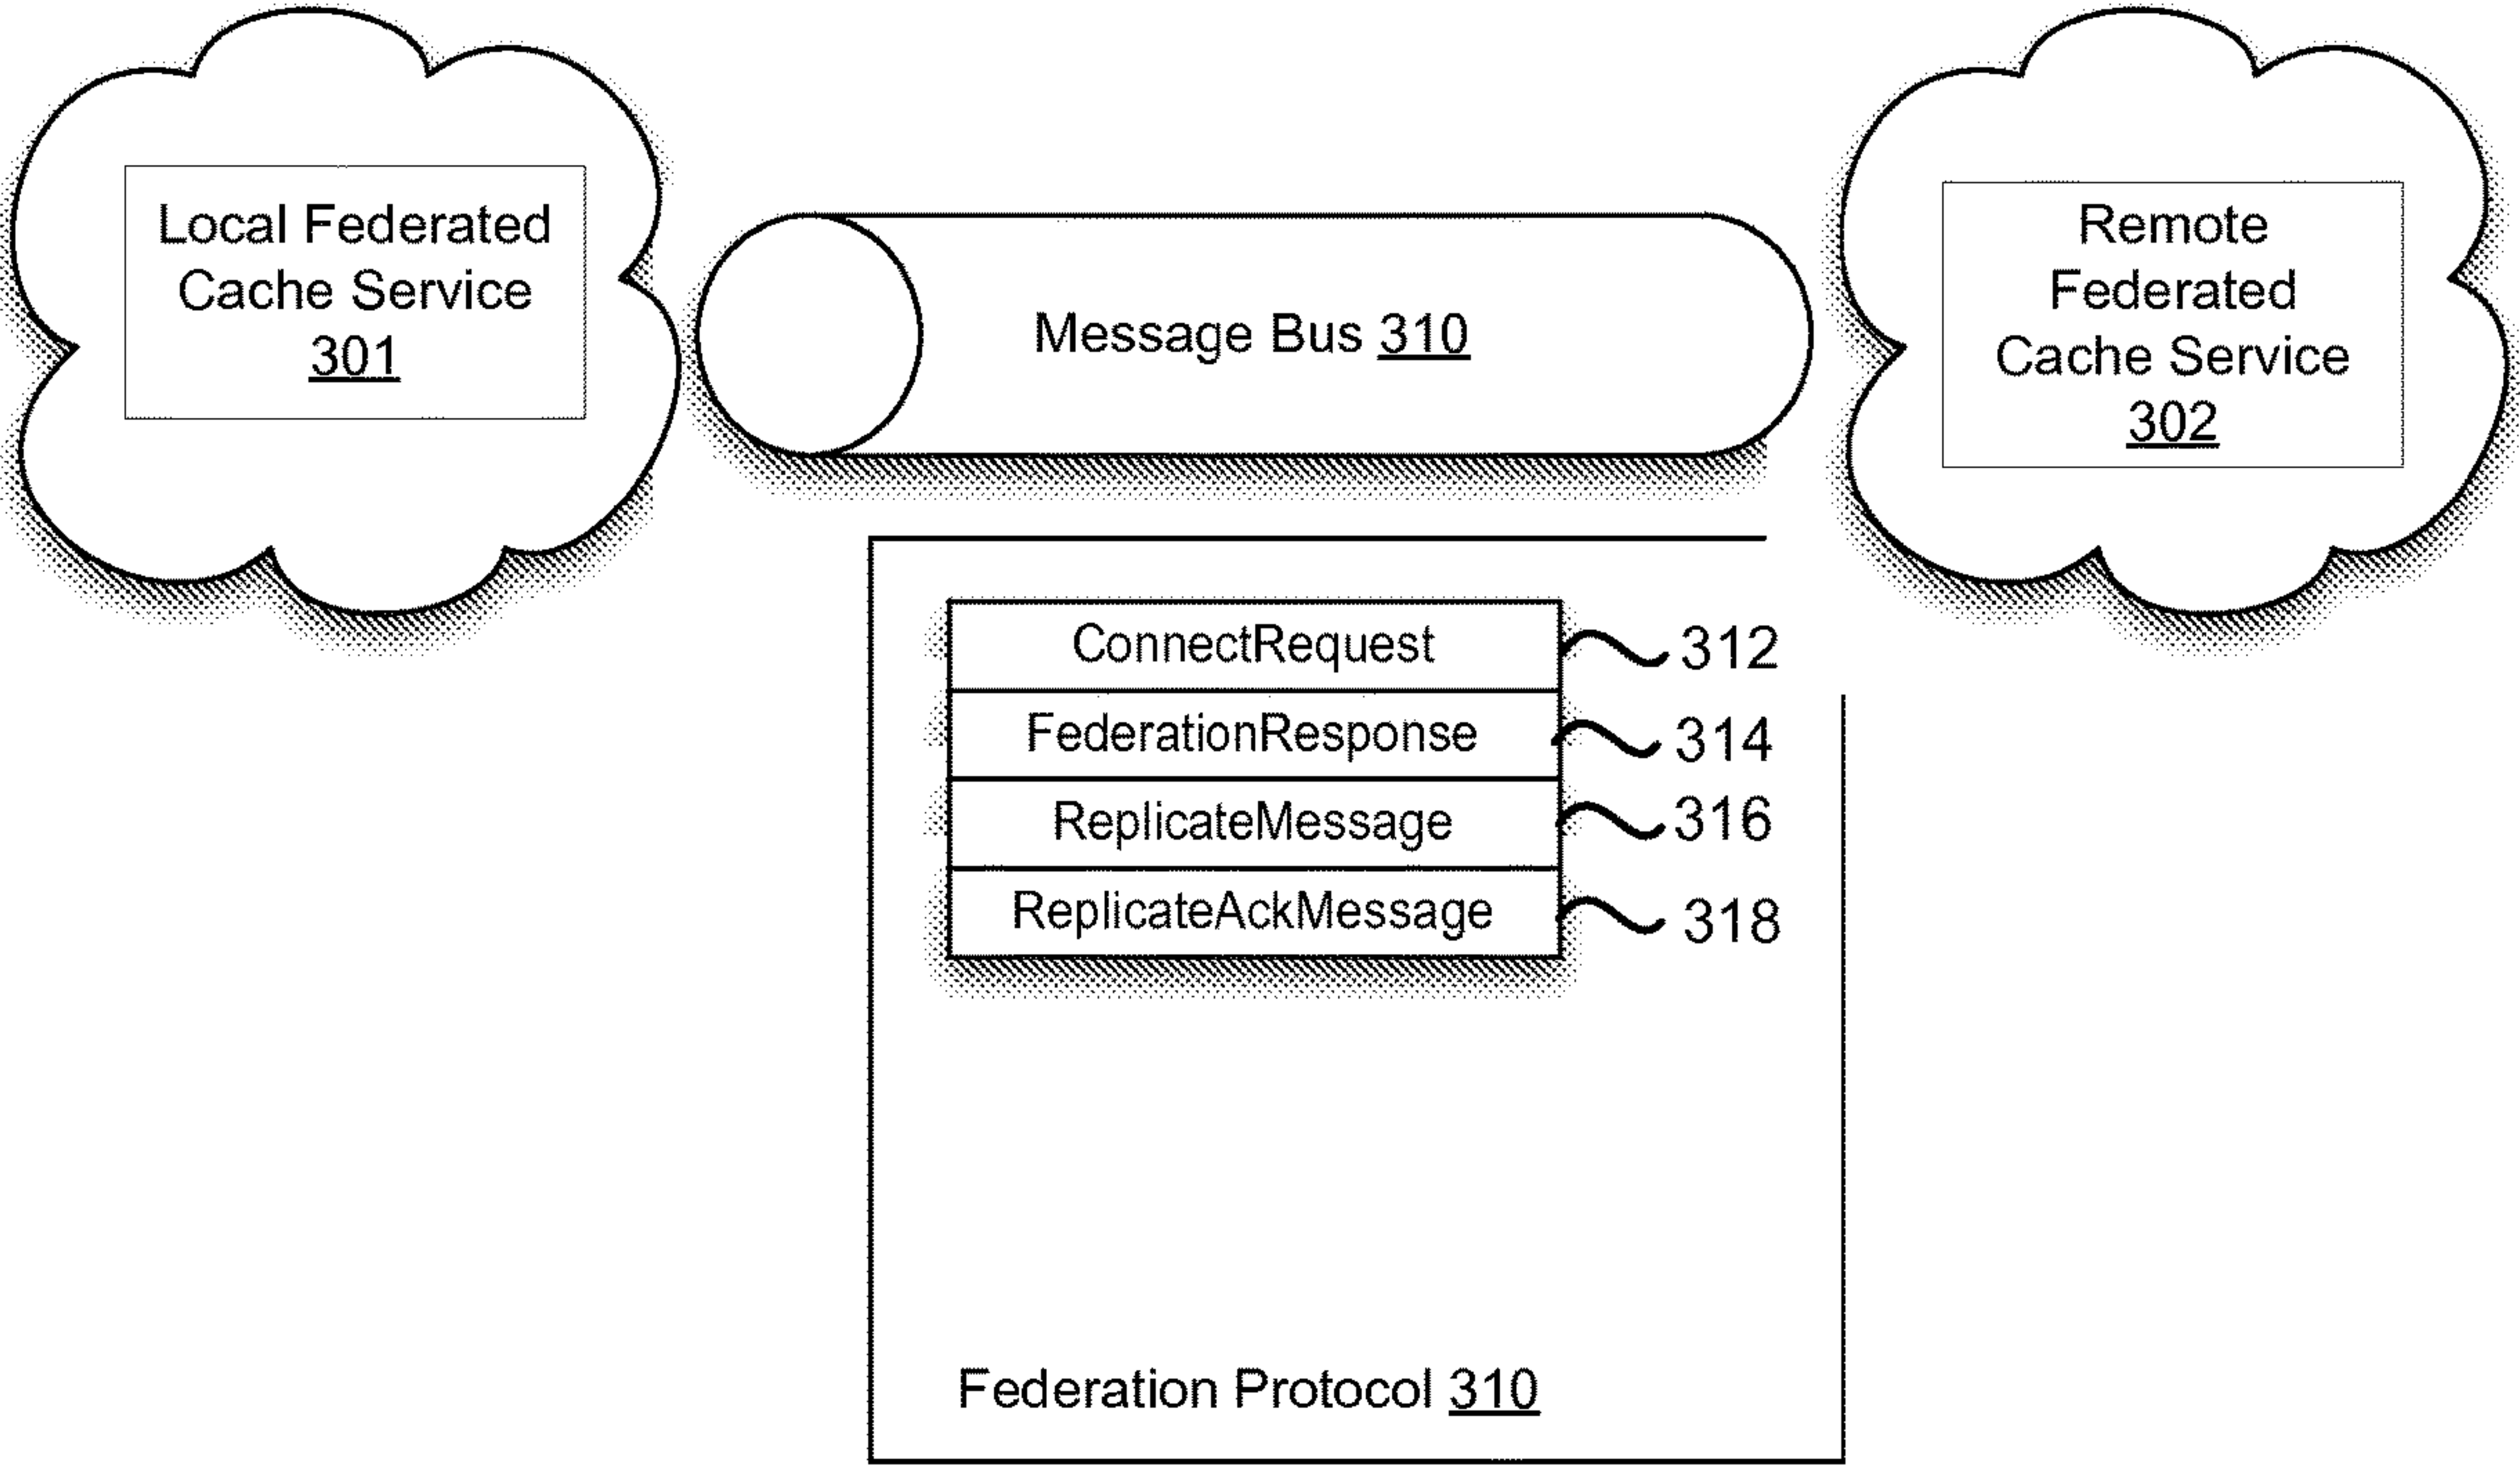 Local Federated
Cache Service
301
Message Bus 310
Remote
Federated
Cache Service
302
ConnectRequest
312
FederationResponse
314
ReplicateMessage
316
ReplicateAckMessage
318
Federation Protocol 310